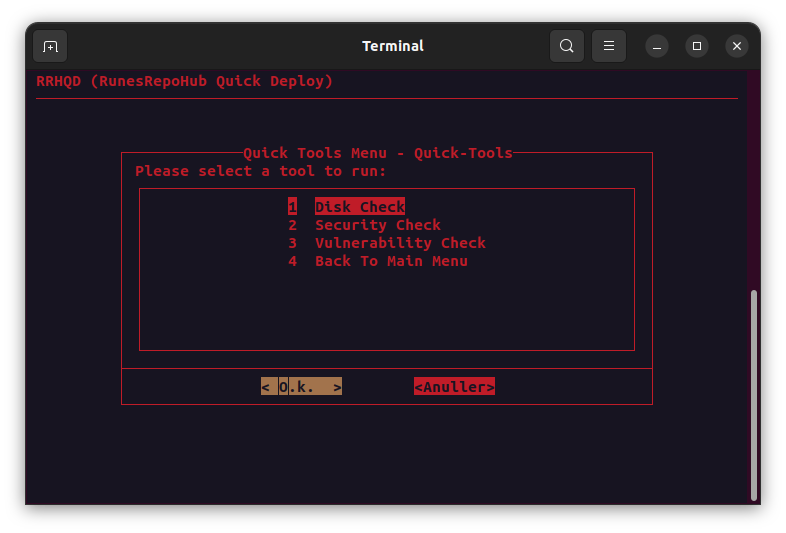 Terminal
RRHQD (RunesRepoHub Quick Deploy)
Quick Tools Menu - Quick-Tools
Please select a tool to run:
1 Disk Check
2 Security Check
3 Vulnerability Check
4 Back To Main Menu
< O.k. > <Anuller>